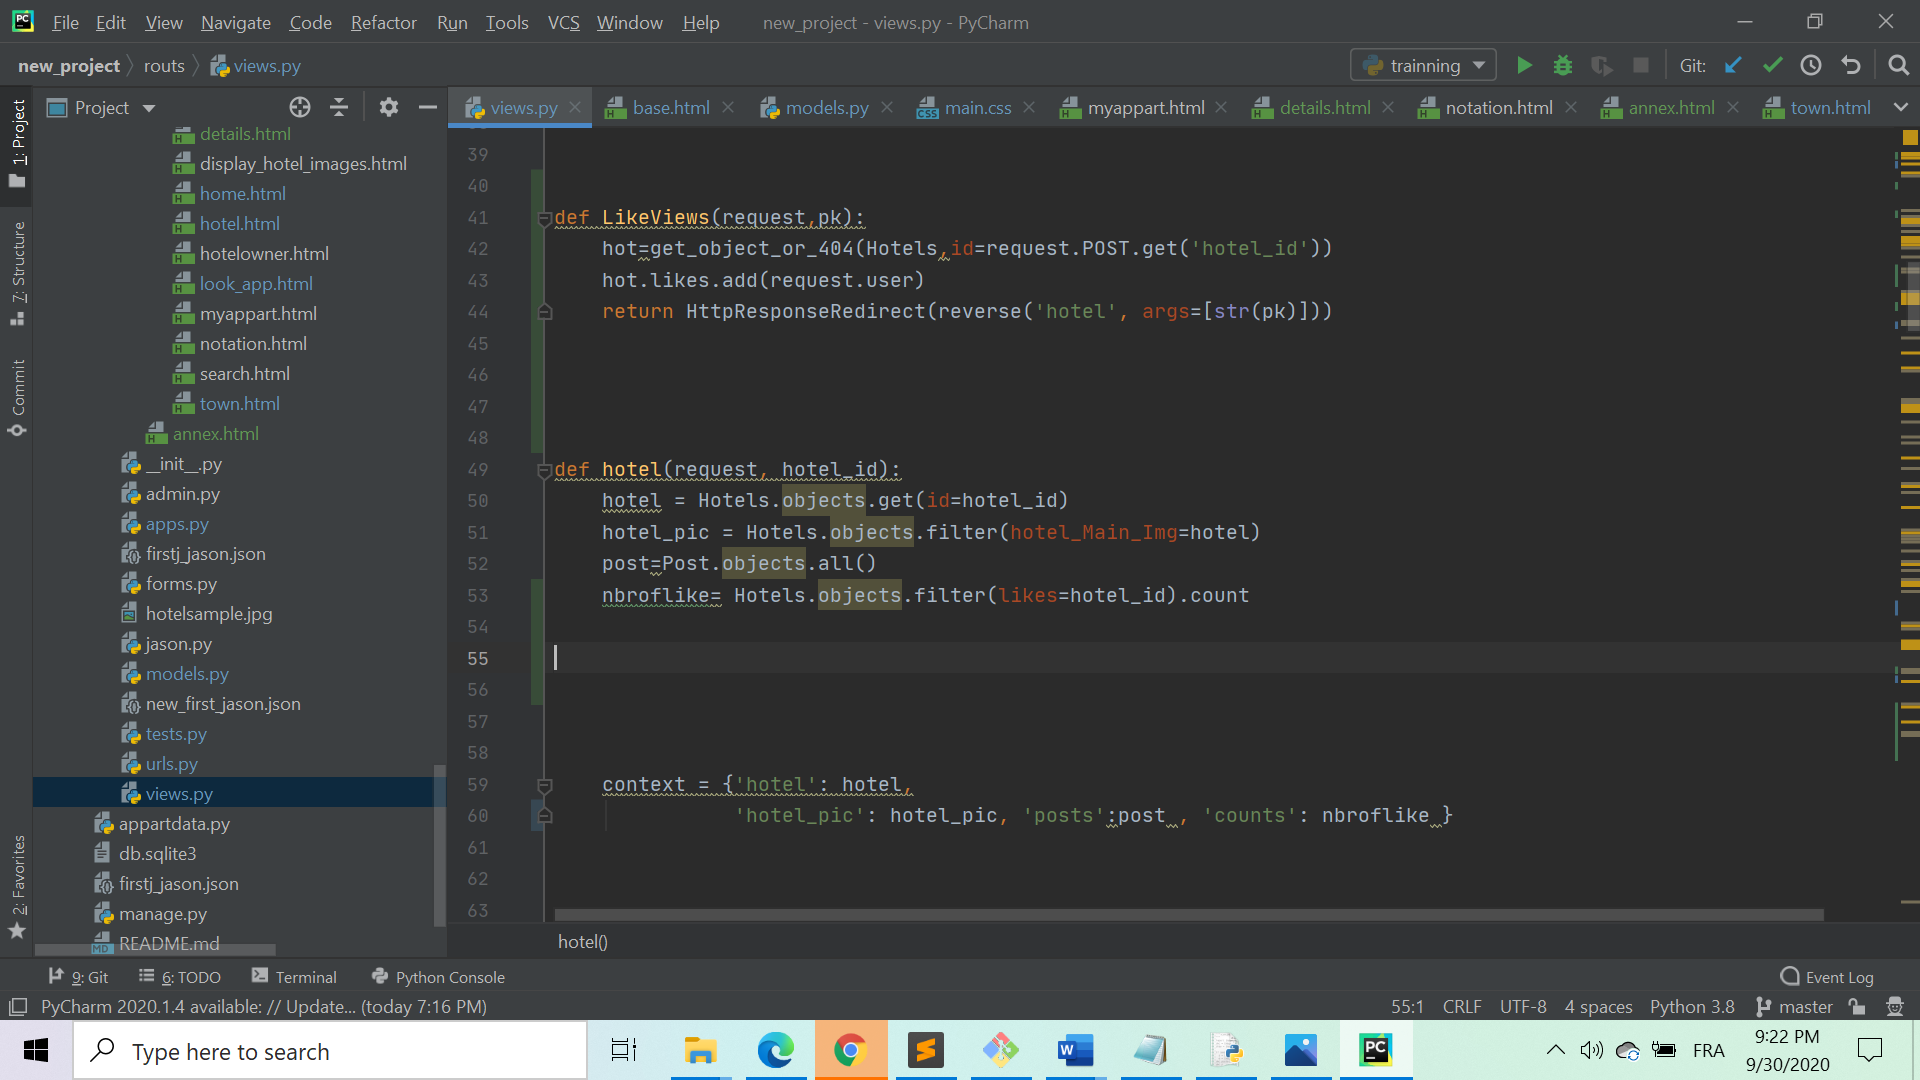 File Edit View Navigate Code Refactor Run Tools VCS Window Help new_project - views.py - PyCharm
new_project routs views.py trainning Git:
Project views.py base.html models.py main.css myappart.html details.html notation.html annex.html town.html
1: Project
7: Structure
Commit
2: Favorites
details.html
display_hotel_images.html
home.html
hotel.html
hotelowner.html
look_app.html
myappart.html
notation.html
search.html
town.html
annex.html
__init__.py
admin.py
apps.py
firstj_jason.json
forms.py
hotelsample.jpg
jason.py
models.py
new_first_jason.json
tests.py
urls.py
views.py
appartdata.py
db.sqlite3
firstj_jason.json
manage.py
README.md
39
40
41 def LikeViews(request,pk):
42 hot=get_object_or_404(Hotels,id=request.POST.get('hotel_id'))
43 hot.likes.add(request.user)
44 return HttpResponseRedirect(reverse('hotel', args=[str(pk)]))
45
46
47
48
49 def hotel(request, hotel_id):
50 hotel = Hotels.objects.get(id=hotel_id)
51 hotel_pic = Hotels.objects.filter(hotel_Main_Img=hotel)
52 post=Post.objects.all()
53 nbroflike= Hotels.objects.filter(likes=hotel_id).count
54
55
56
57
58
59 context = {'hotel': hotel,
60 'hotel_pic': hotel_pic, 'posts':post , 'counts': nbroflike }
61
62
63
hotel()
9: Git 6: TODO Terminal Python Console Event Log
PyCharm 2020.1.4 available: // Update... (today 7:16 PM) 55:1 CRLF UTF-8 4 spaces Python 3.8 master
Type here to search FRA 9:22 PM
9/30/2020